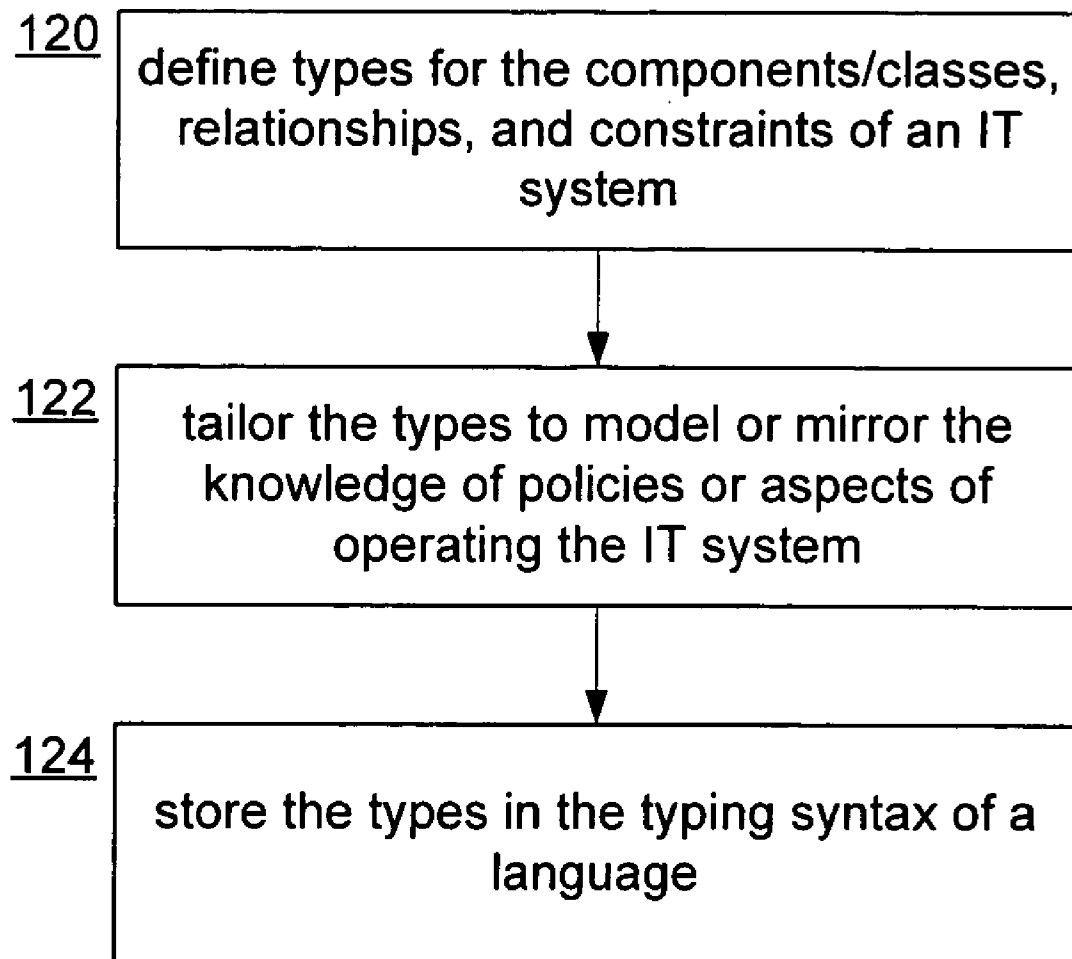 120
define types for the components/classes,
relationships, and constraints of an IT
system
122
tailor the types to model or mirror the
knowledge of policies or aspects of
operating the IT system
124
store the types in the typing syntax of a
language